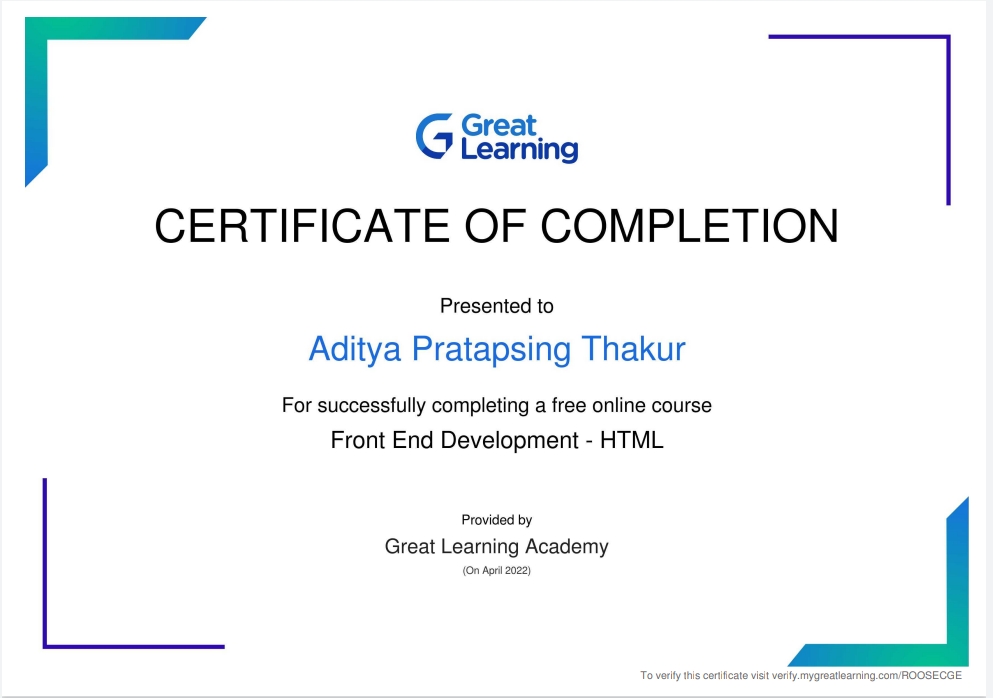 Great
Learning
CERTIFICATE OF COMPLETION
Presented to
Aditya Pratapsing Thakur
For successfully completing a free online course
Front End Development - HTML
Provided by
Great Learning Academy
(On April 2022)
To verify this certificate visit verify.mygreatlearning.com/ROOSECGE